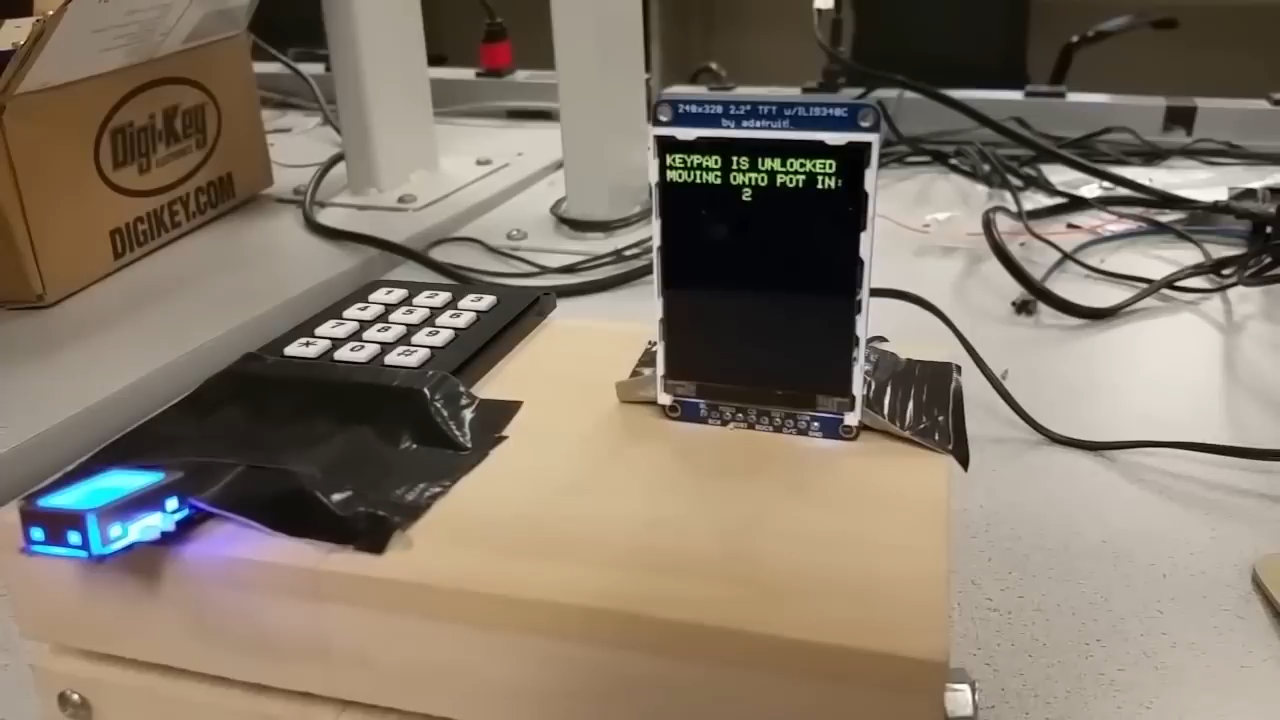 Digi-Key
ELECTRONICS
DIGIKEY.COM
240x320 2.2" TFT w/ILI9340C
by adafruit!
KEYPAD IS UNLOCKED
MOVING ONTO POT IN:
2
1 2 3
4 5 6
7 8 9
* 0 #